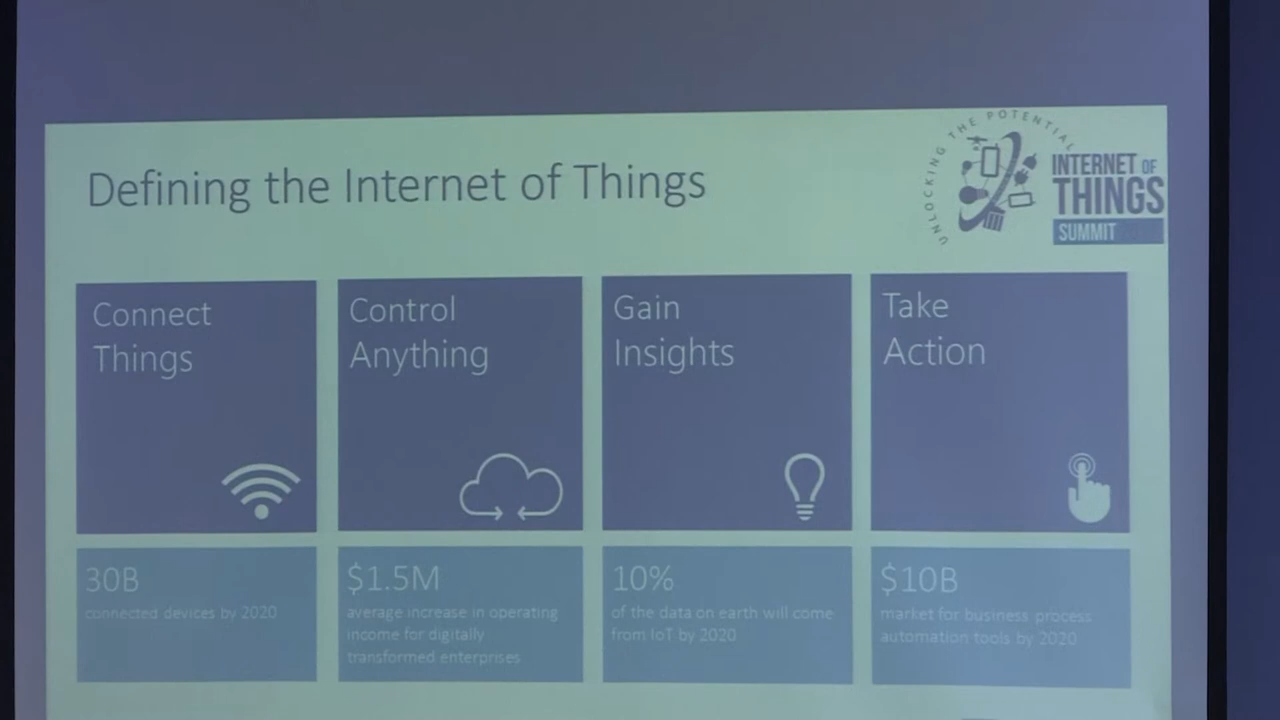 Defining the Internet of Things
UNLOCKING THE POTENTIAL
INTERNET OF
THINGS
SUMMIT
Connect
Things
Control
Anything
Gain
Insights
Take
Action
30B
connected devices by 2020
$1.5M
average increase in operating
income for digitally
transformed enterprises
10%
of the data on earth will come
from IoT by 2020
$10B
market for business process
automation tools by 2020